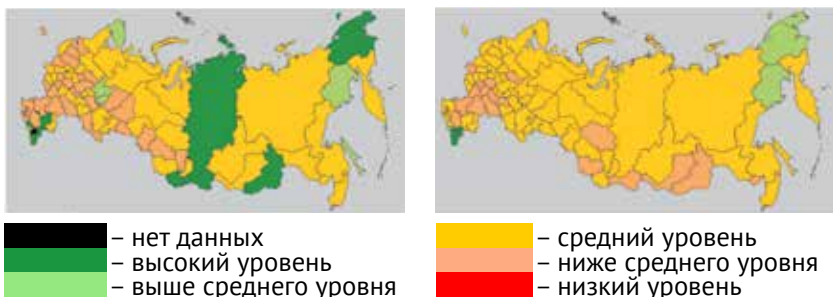 – нет данных
– высокий уровень
– выше среднего уровня
– средний уровень
– ниже среднего уровня
– низкий уровень